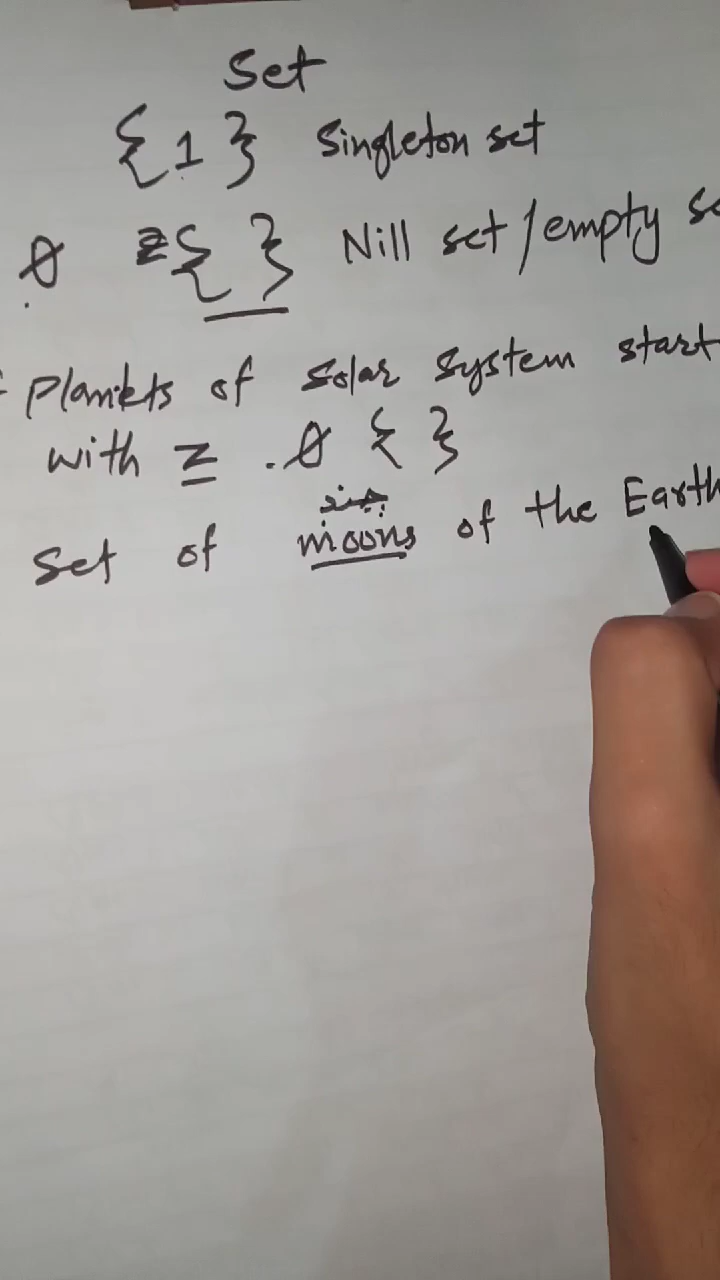 Set
{1} Singleton set
∅ = { } Nill set / empty se
Planets of solar system start
with Z . ∅ { }
Set of moons of the Earth